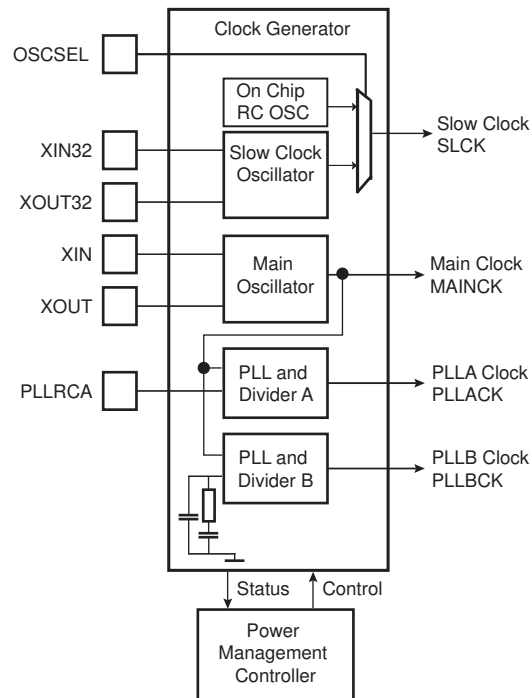 Clock Generator
OSCSEL
On Chip
RC OSC
Slow Clock
SLCK
XIN32
Slow Clock
Oscillator
XOUT32
XIN
Main
Oscillator
Main Clock
MAINCK
XOUT
PLLRCA
PLL and
Divider A
PLLA Clock
PLLACK
PLL and
Divider B
PLLB Clock
PLLBCK
Status
Control
Power
Management
Controller